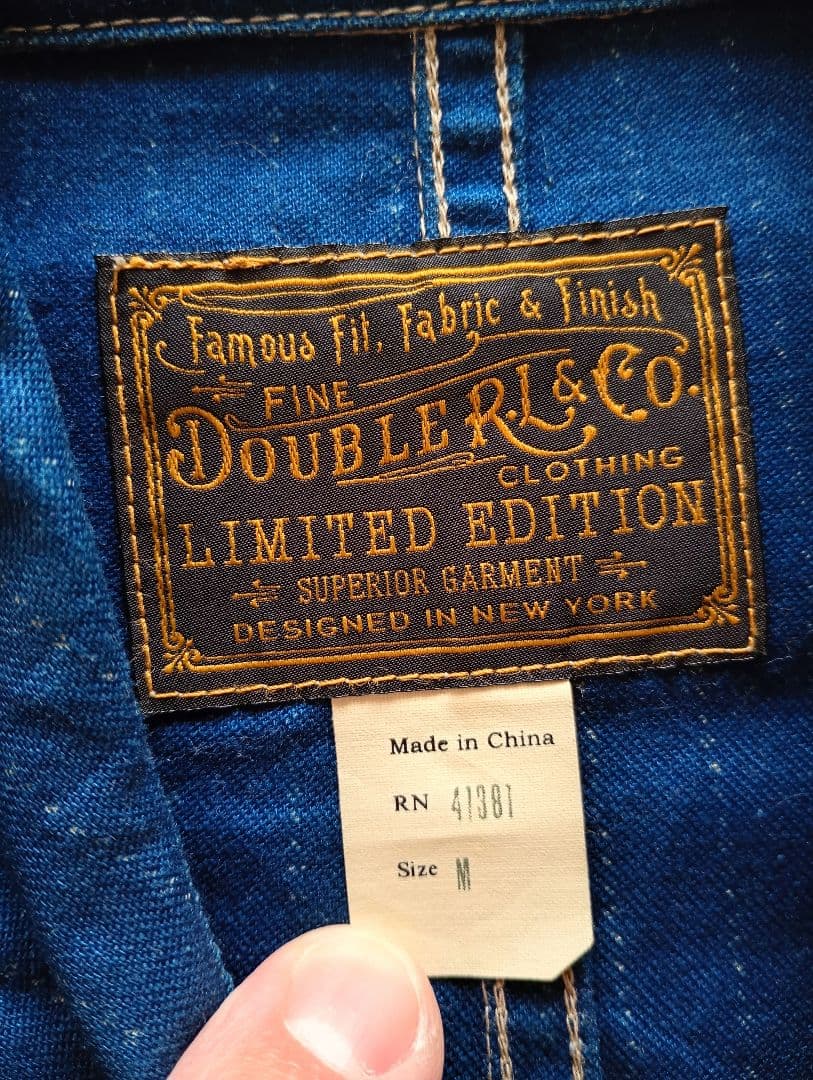 Famous Fit, Fabric & Finish
FINE
DOUBLE R.L & CO.
CLOTHING
LIMITED EDITION
SUPERIOR GARMENT
DESIGNED IN NEW YORK
Made in China
RN 41381
Size M